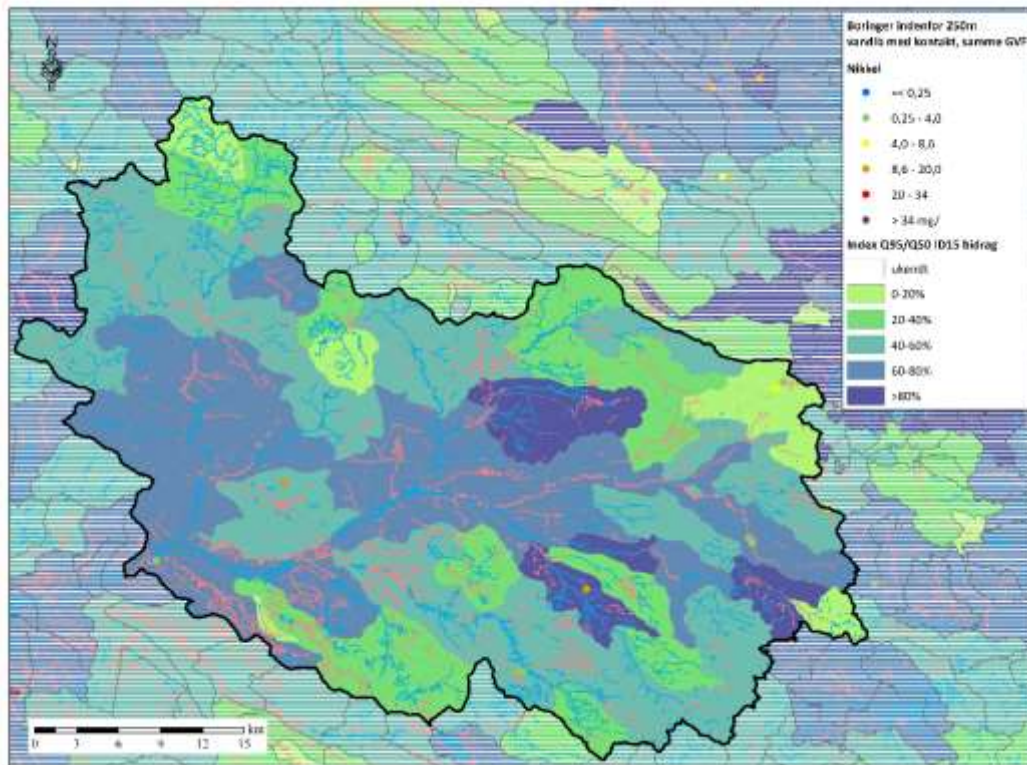 Boringer indenfor 250m
vandlb med kontakt, samme GVF
Nikkel
=< 0,25
0,25 - 4,0
4,0 - 8,6
8,6 - 20,0
20 - 34
> 34 mg/
Index Q95/Q50 ID15 bidrag
ukendt
0-20%
20-40%
40-60%
60-80%
>80%
N
km
0 3 6 9 12 15